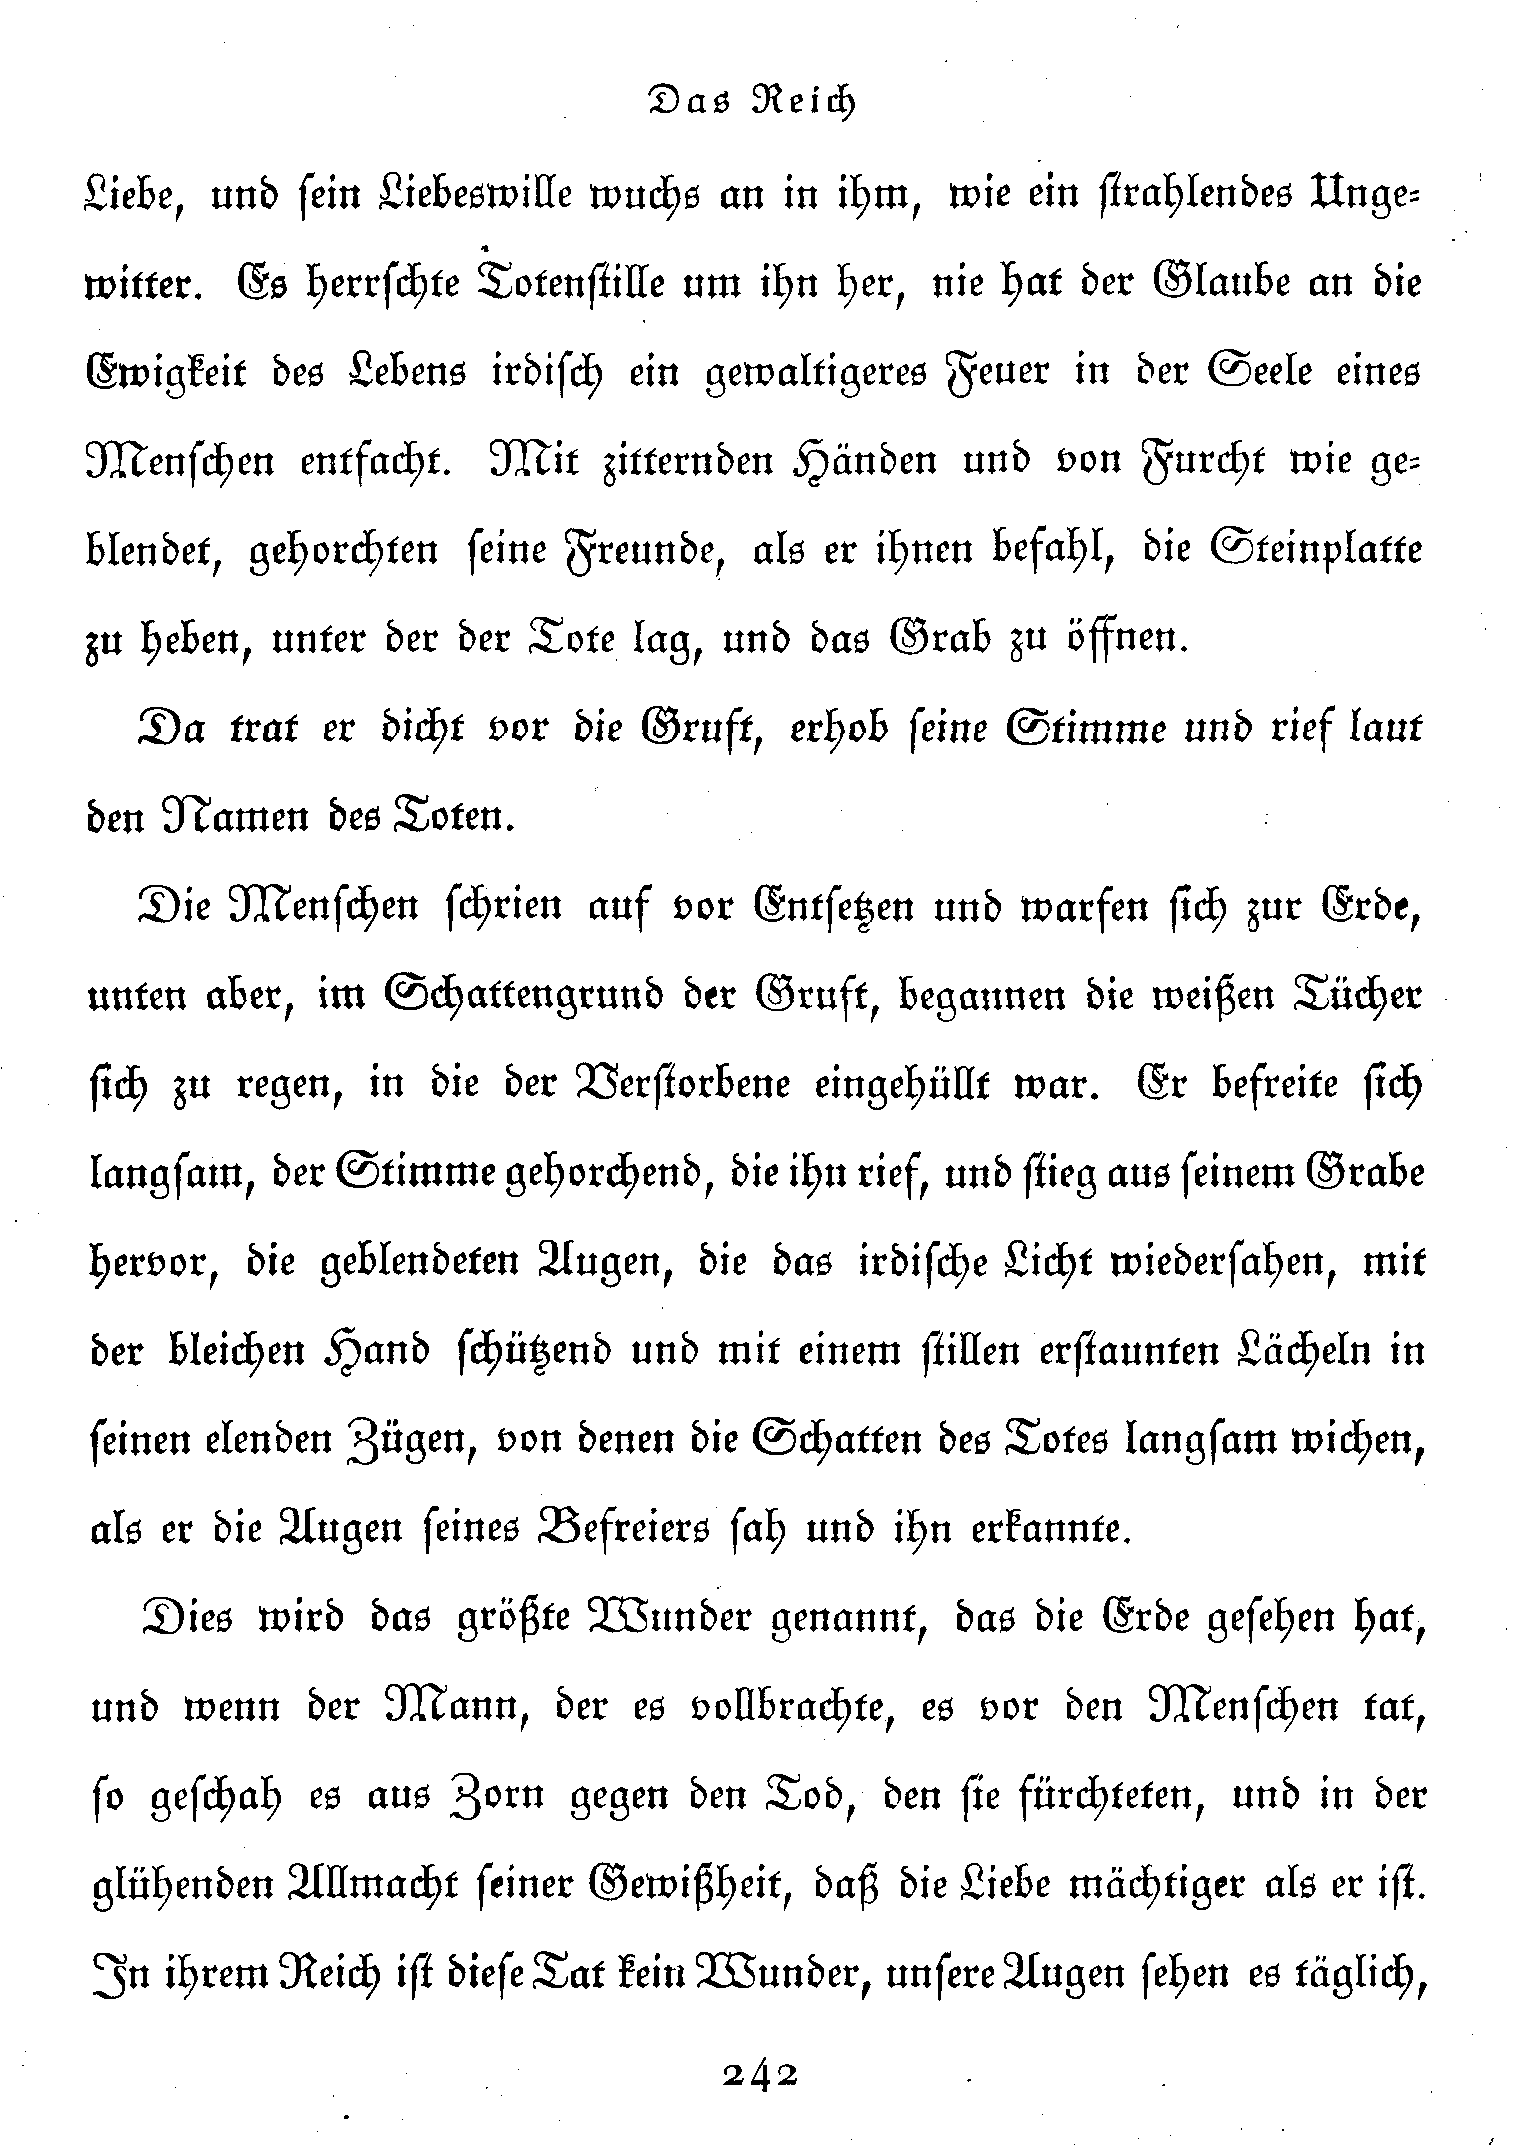 Das Reich
Liebe, und sein Liebeswille wuchs an in ihm, wie ein strahlendes Unge-
witter. Es herrschte Totenstille um ihn her, nie hat der Glaube an die
Ewigkeit des Lebens irdisch ein gewaltigeres Feuer in der Seele eines
Menschen entfacht. Mit zitternden Händen und von Furcht wie ge-
blendet, gehorchten seine Freunde, als er ihnen befahl, die Steinplatte
zu heben, unter der der Tote lag, und das Grab zu öffnen.
Da trat er dicht vor die Gruft, erhob seine Stimme und rief laut
den Namen des Toten.
Die Menschen schrien auf vor Entsetzen und warfen sich zur Erde,
unten aber, im Schattengrund der Gruft, begannen die weißen Tücher
sich zu regen, in die der Verstorbene eingehüllt war. Er befreite sich
langsam, der Stimme gehorchend, die ihn rief, und stieg aus seinem Grabe
hervor, die geblendeten Augen, die das irdische Licht wiedersahen, mit
der bleichen Hand schützend und mit einem stillen erstaunten Lächeln in
seinen elenden Zügen, von denen die Schatten des Totes langsam wichen,
als er die Augen seines Befreiers sah und ihn erkannte.
Dies wird das größte Wunder genannt, das die Erde gesehen hat,
und wenn der Mann, der es vollbrachte, es vor den Menschen tat,
so geschah es aus Zorn gegen den Tod, den sie fürchteten, und in der
glühenden Allmacht seiner Gewißheit, daß die Liebe mächtiger als er ist.
In ihrem Reich ist diese Tat kein Wunder, unsere Augen sehen es täglich,
242